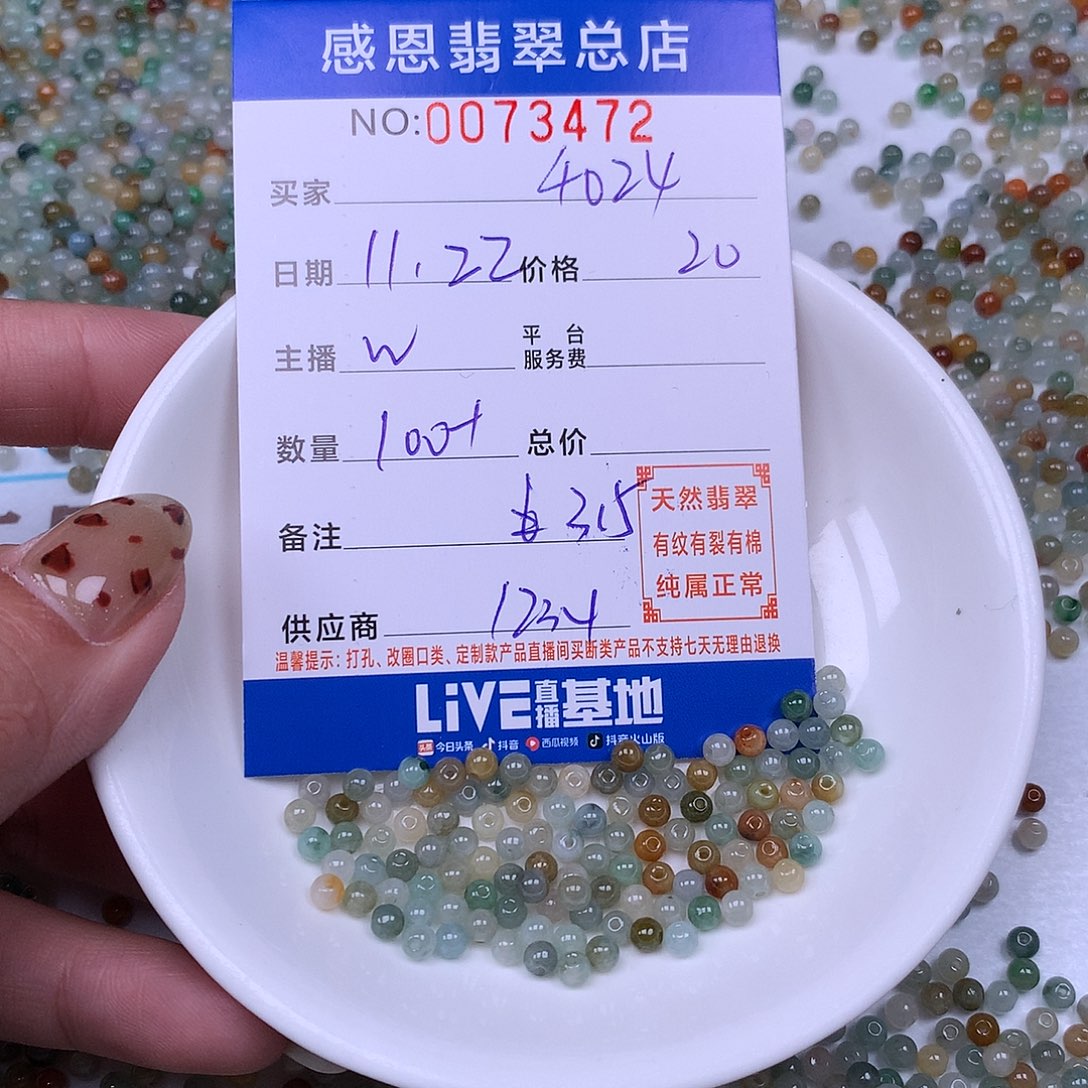 感恩翡翠总店
NO:0073472
买家 4024
日期 11.22 价格 20
主播 W 平台服务费
数量 100+ 总价
备注 3.5
天然翡翠
有纹有裂有棉
纯属正常
供应商 1234
温馨提示：打孔、改圈口类、定制款产品直播间买断类产品不支持七天无理由退换
LiVE直播基地
头条 今日头条 抖音 西瓜视频 抖音火山版